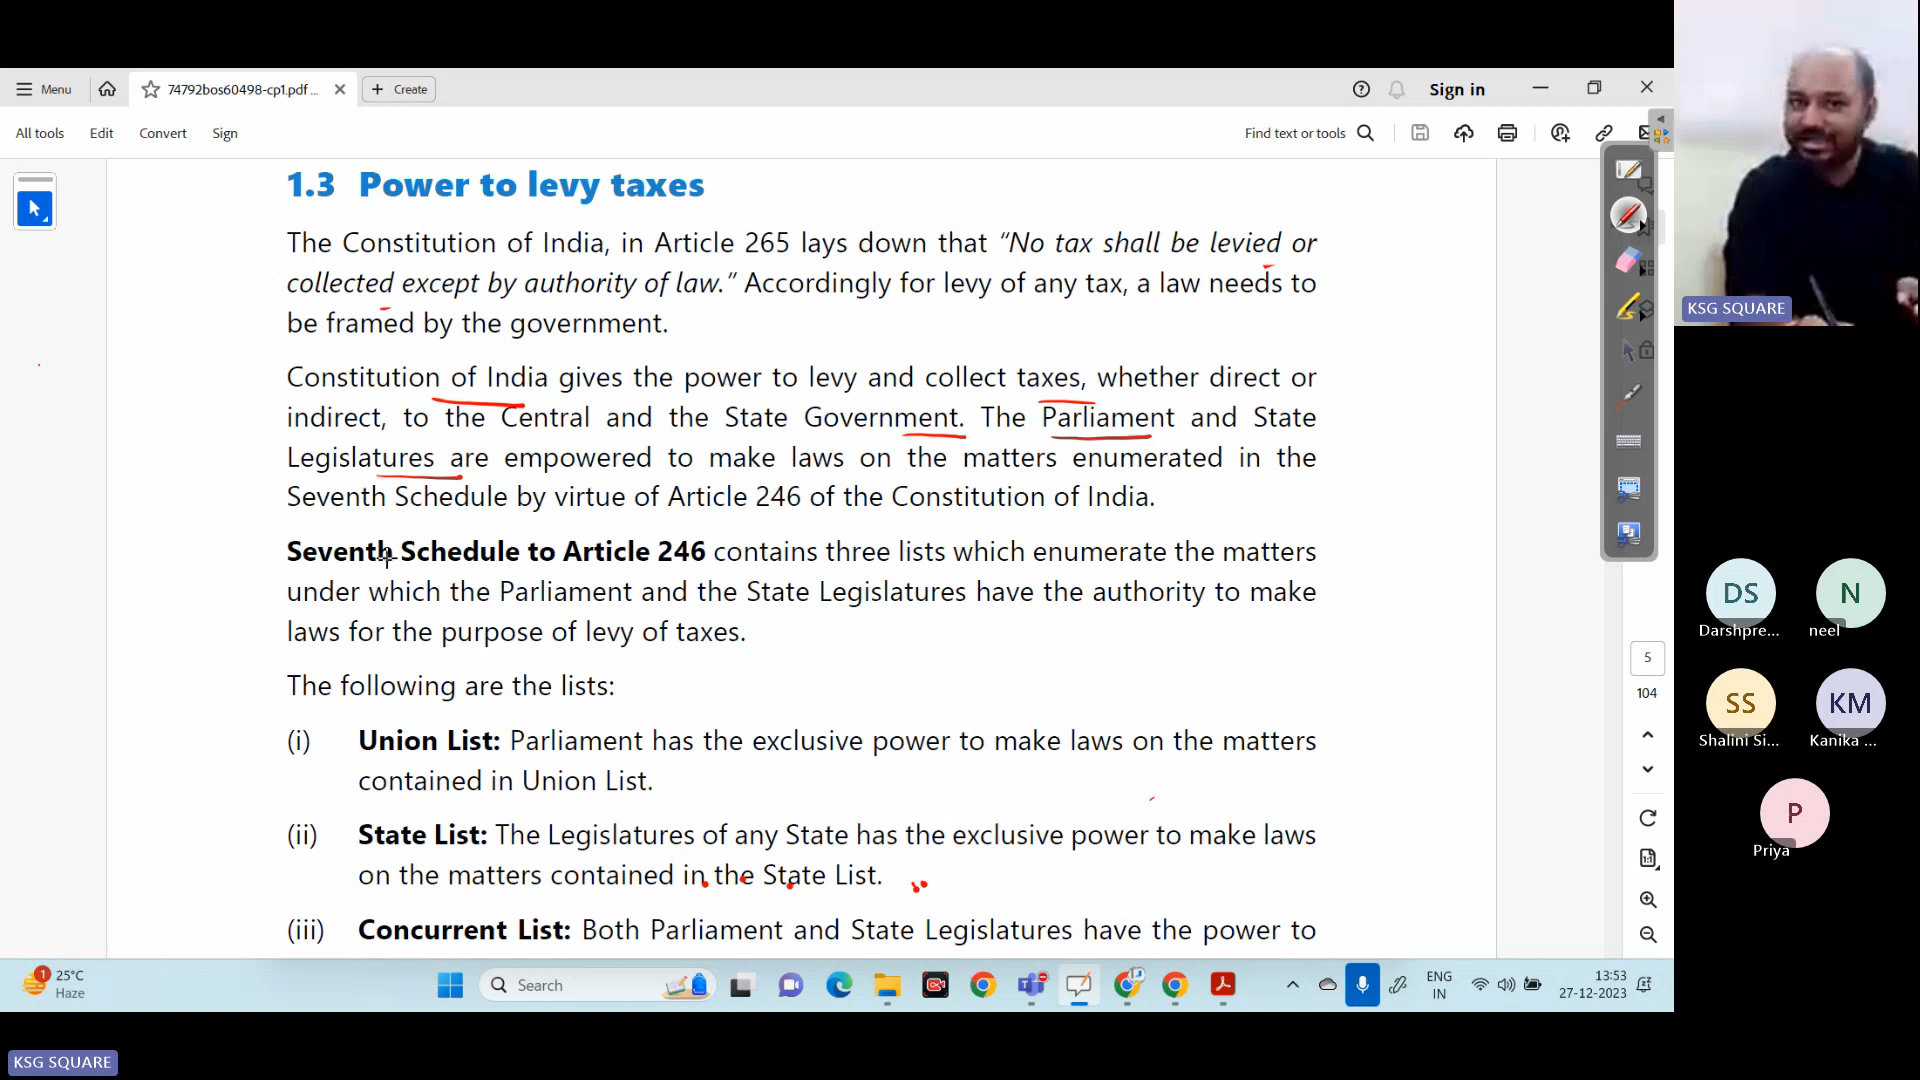 Menu
74792bos60498-cp1.pdf ...
Create
Sign in
All tools
Edit
Convert
Sign
Find text or tools
1.3 Power to levy taxes
The Constitution of India, in Article 265 lays down that “No tax shall be levied or
collected except by authority of law.” Accordingly for levy of any tax, a law needs to
be framed by the government.
Constitution of India gives the power to levy and collect taxes, whether direct or
indirect, to the Central and the State Government. The Parliament and State
Legislatures are empowered to make laws on the matters enumerated in the
Seventh Schedule by virtue of Article 246 of the Constitution of India.
Seventh Schedule to Article 246 contains three lists which enumerate the matters
under which the Parliament and the State Legislatures have the authority to make
laws for the purpose of levy of taxes.
The following are the lists:
(i) Union List: Parliament has the exclusive power to make laws on the matters
contained in Union List.
(ii) State List: The Legislatures of any State has the exclusive power to make laws
on the matters contained in the State List.
(iii) Concurrent List: Both Parliament and State Legislatures have the power to
5
104
1:1
KSG SQUARE
DS
Darshpre...
N
neel
SS
Shalini Si...
KM
Kanika ...
P
Priya
1
25°C
Haze
Search
ENG
IN
13:53
27-12-2023
KSG SQUARE